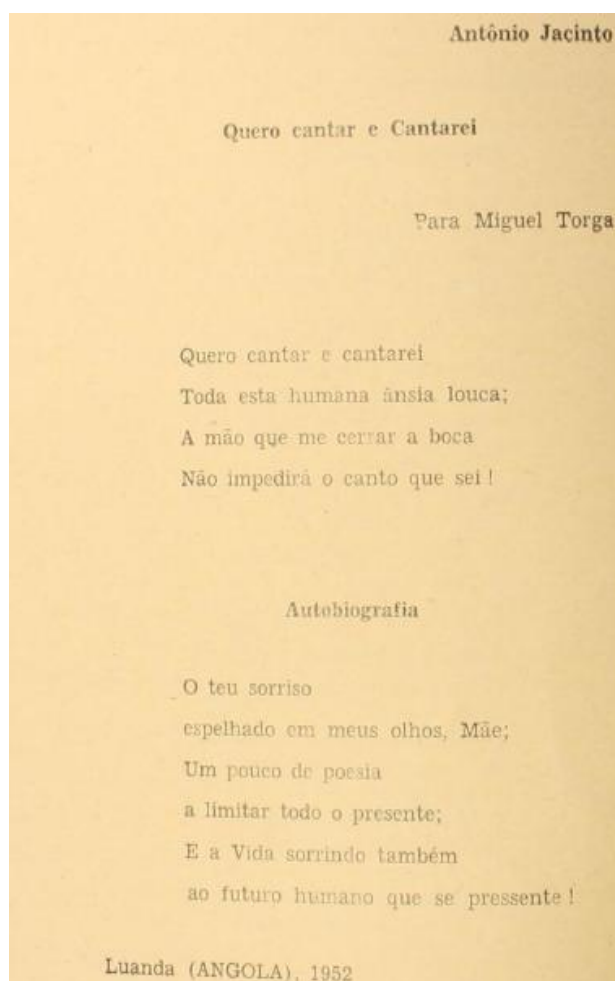 Antônio Jacinto
Quero cantar e Cantarei
Para Miguel Torga
Quero cantar e cantarei
Toda esta humana ânsia louca;
A mão que me cerrar a boca
Não impedirá o canto que sei !
Autobiografia
O teu sorriso
espelhado em meus olhos, Mãe;
Um pouco de poesia
a limitar todo o presente;
E a Vida sorrindo também
ao futuro humano que se pressente !
Luanda (ANGOLA), 1952